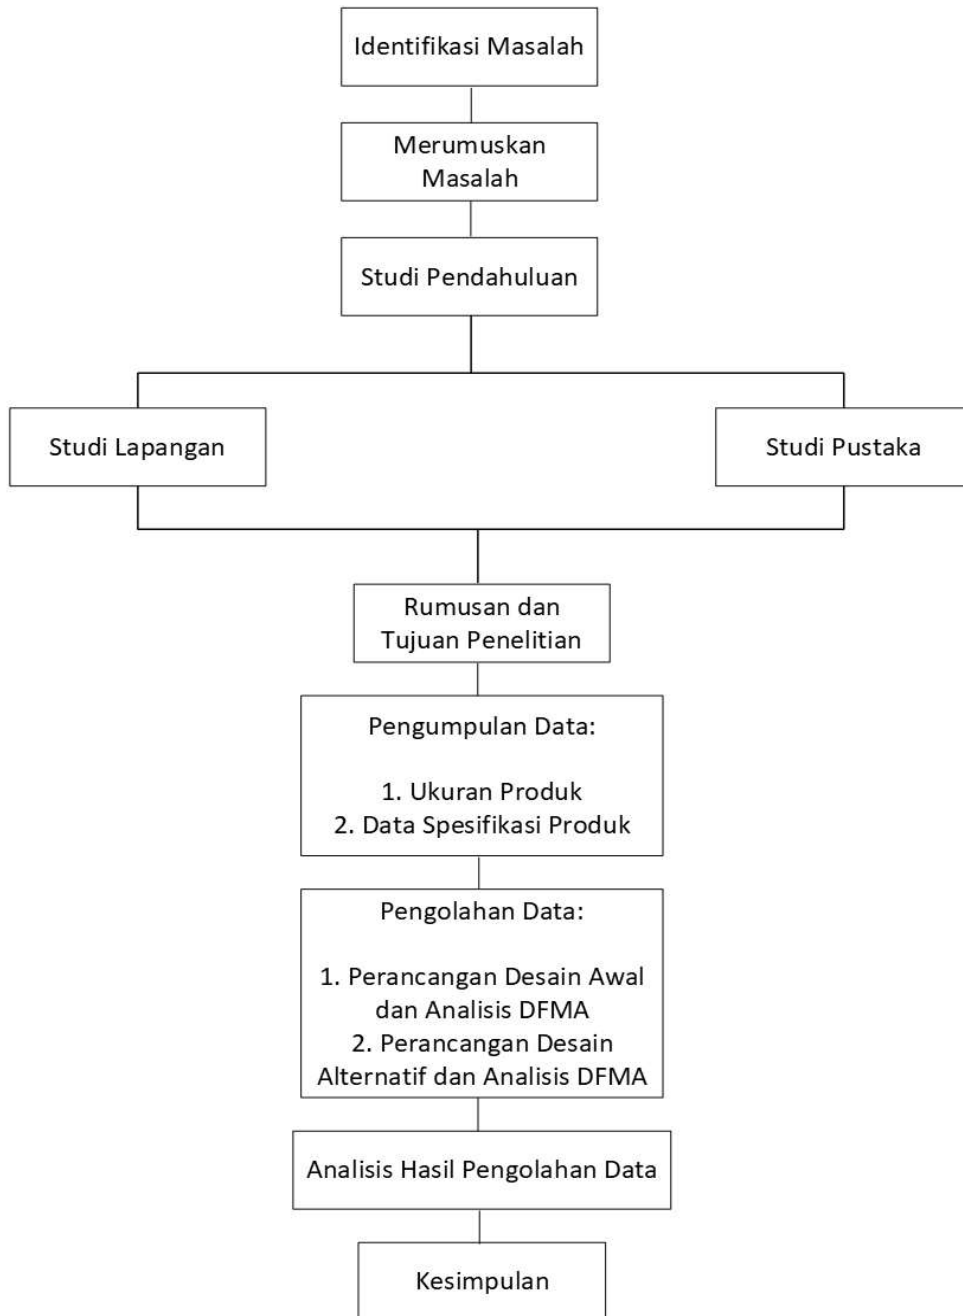 Identifikasi Masalah
Merumuskan
Masalah
Studi Pendahuluan
Studi Lapangan
Studi Pustaka
Rumusan dan
Tujuan Penelitian
Pengumpulan Data:
1. Ukuran Produk
2. Data Spesifikasi Produk
Pengolahan Data:
1. Perancangan Desain Awal
dan Analisis DFMA
2. Perancangan Desain
Alternatif dan Analisis DFMA
Analisis Hasil Pengolahan Data
Kesimpulan